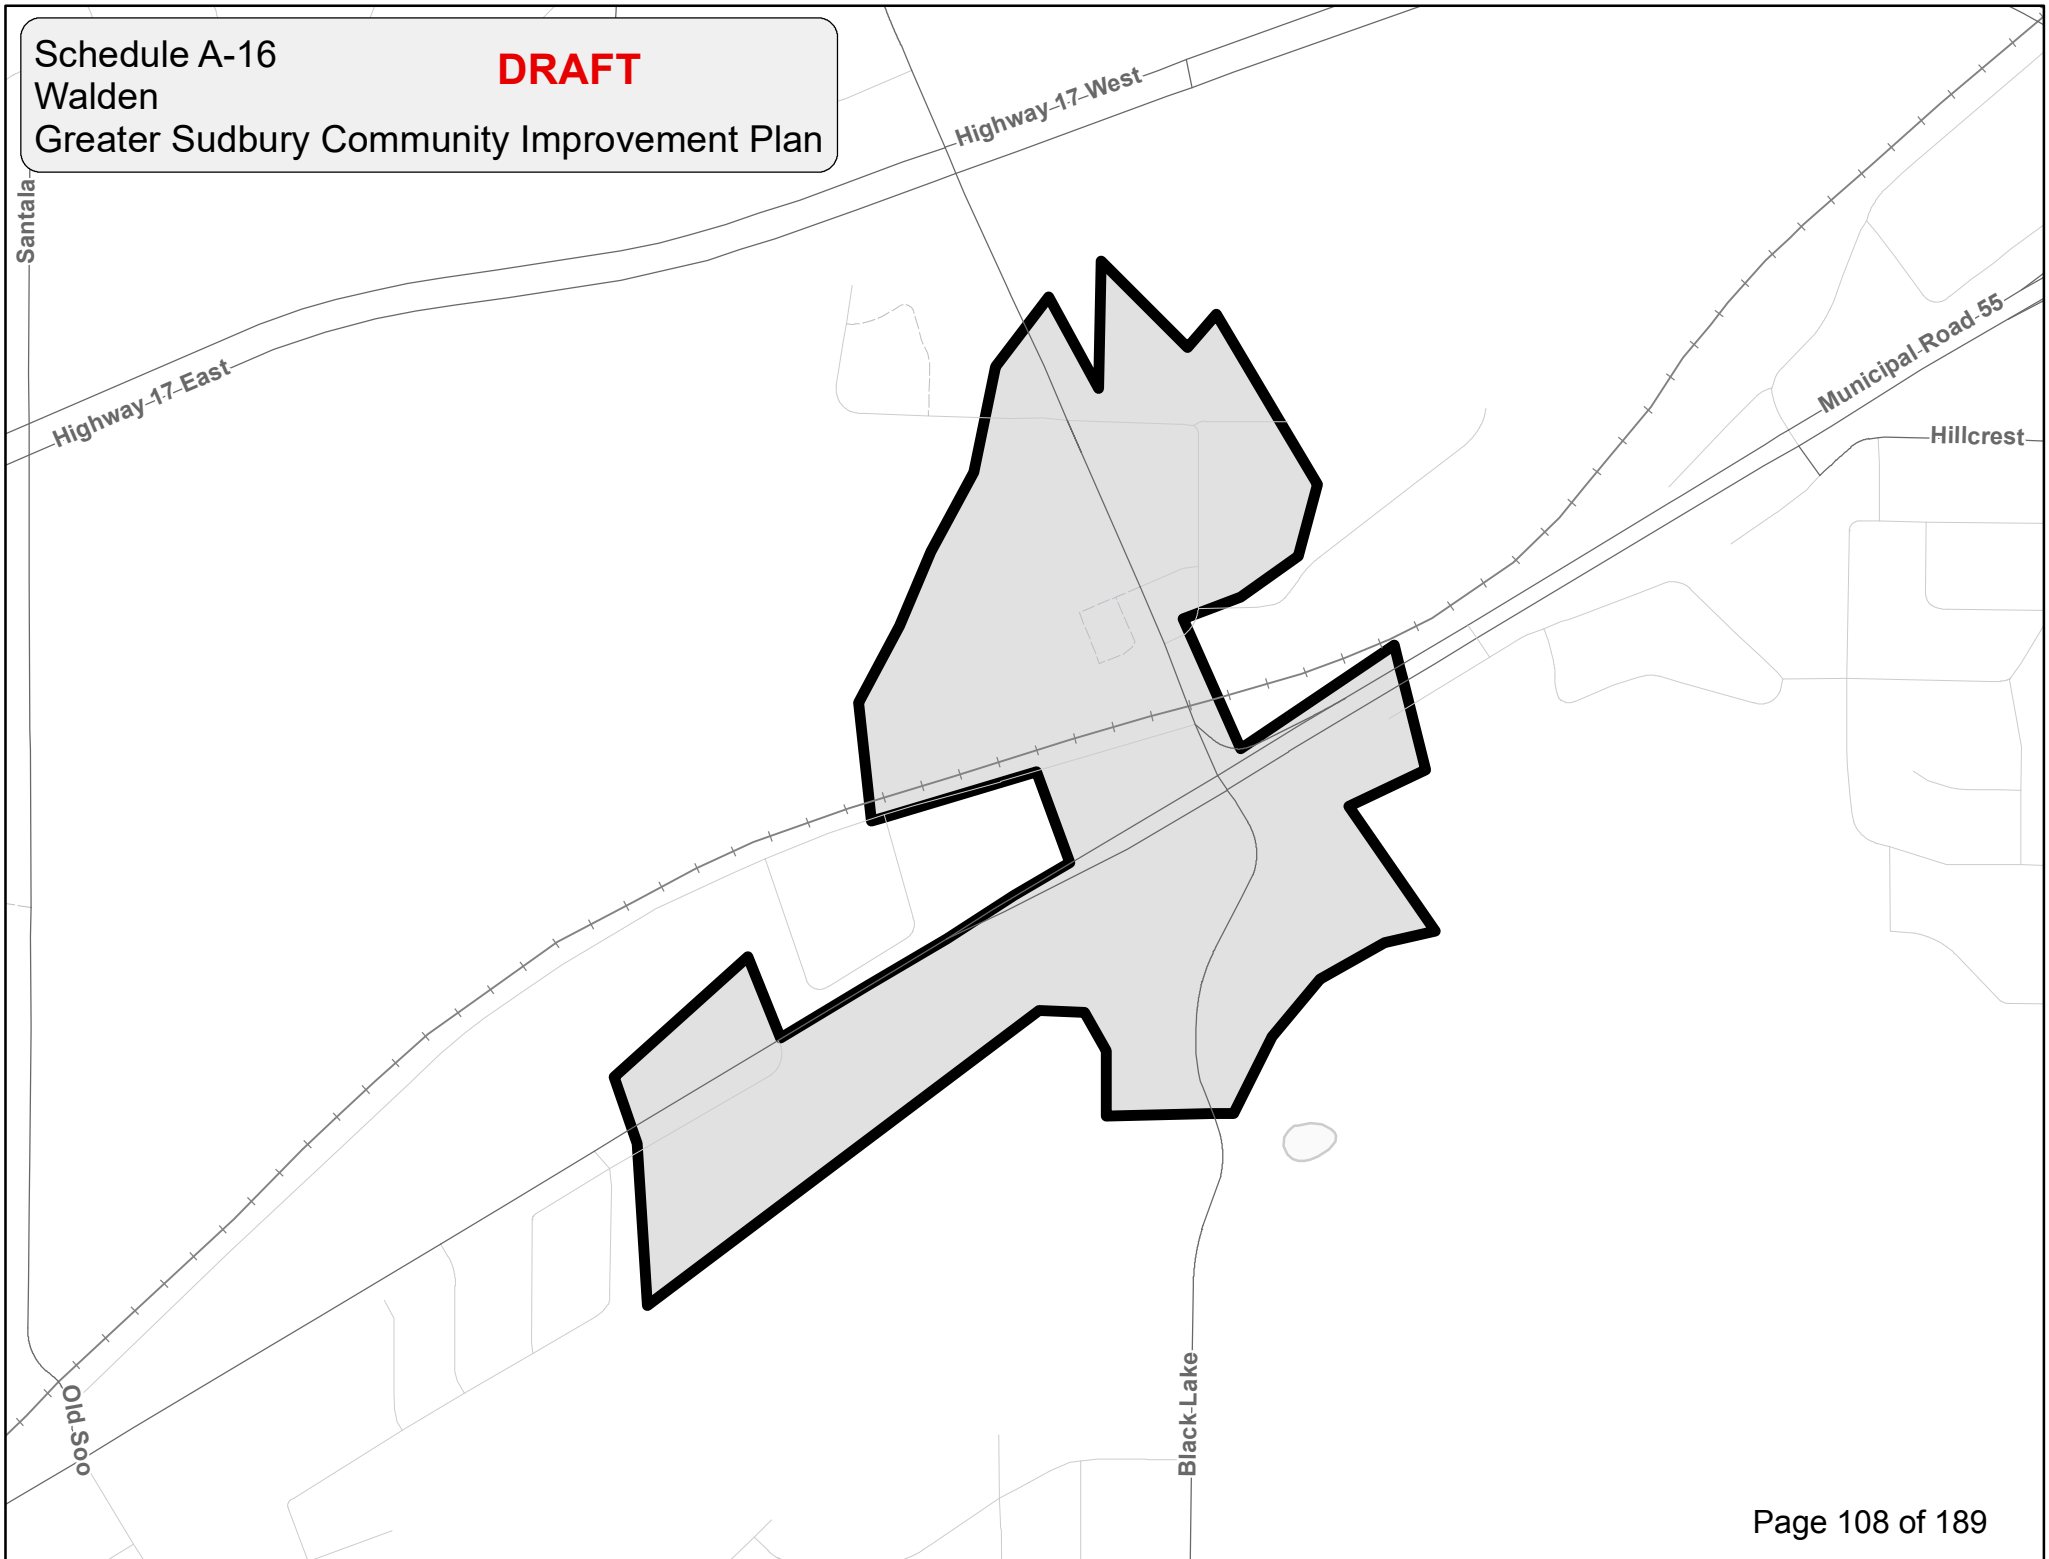 Schedule A-16
DRAFT
Walden
Greater Sudbury Community Improvement Plan
Highway 17 West
Santala
Municipal Road 55
Highway 17 East
Hillcrest
Black Lake
Old Soo
Page 108 of 189